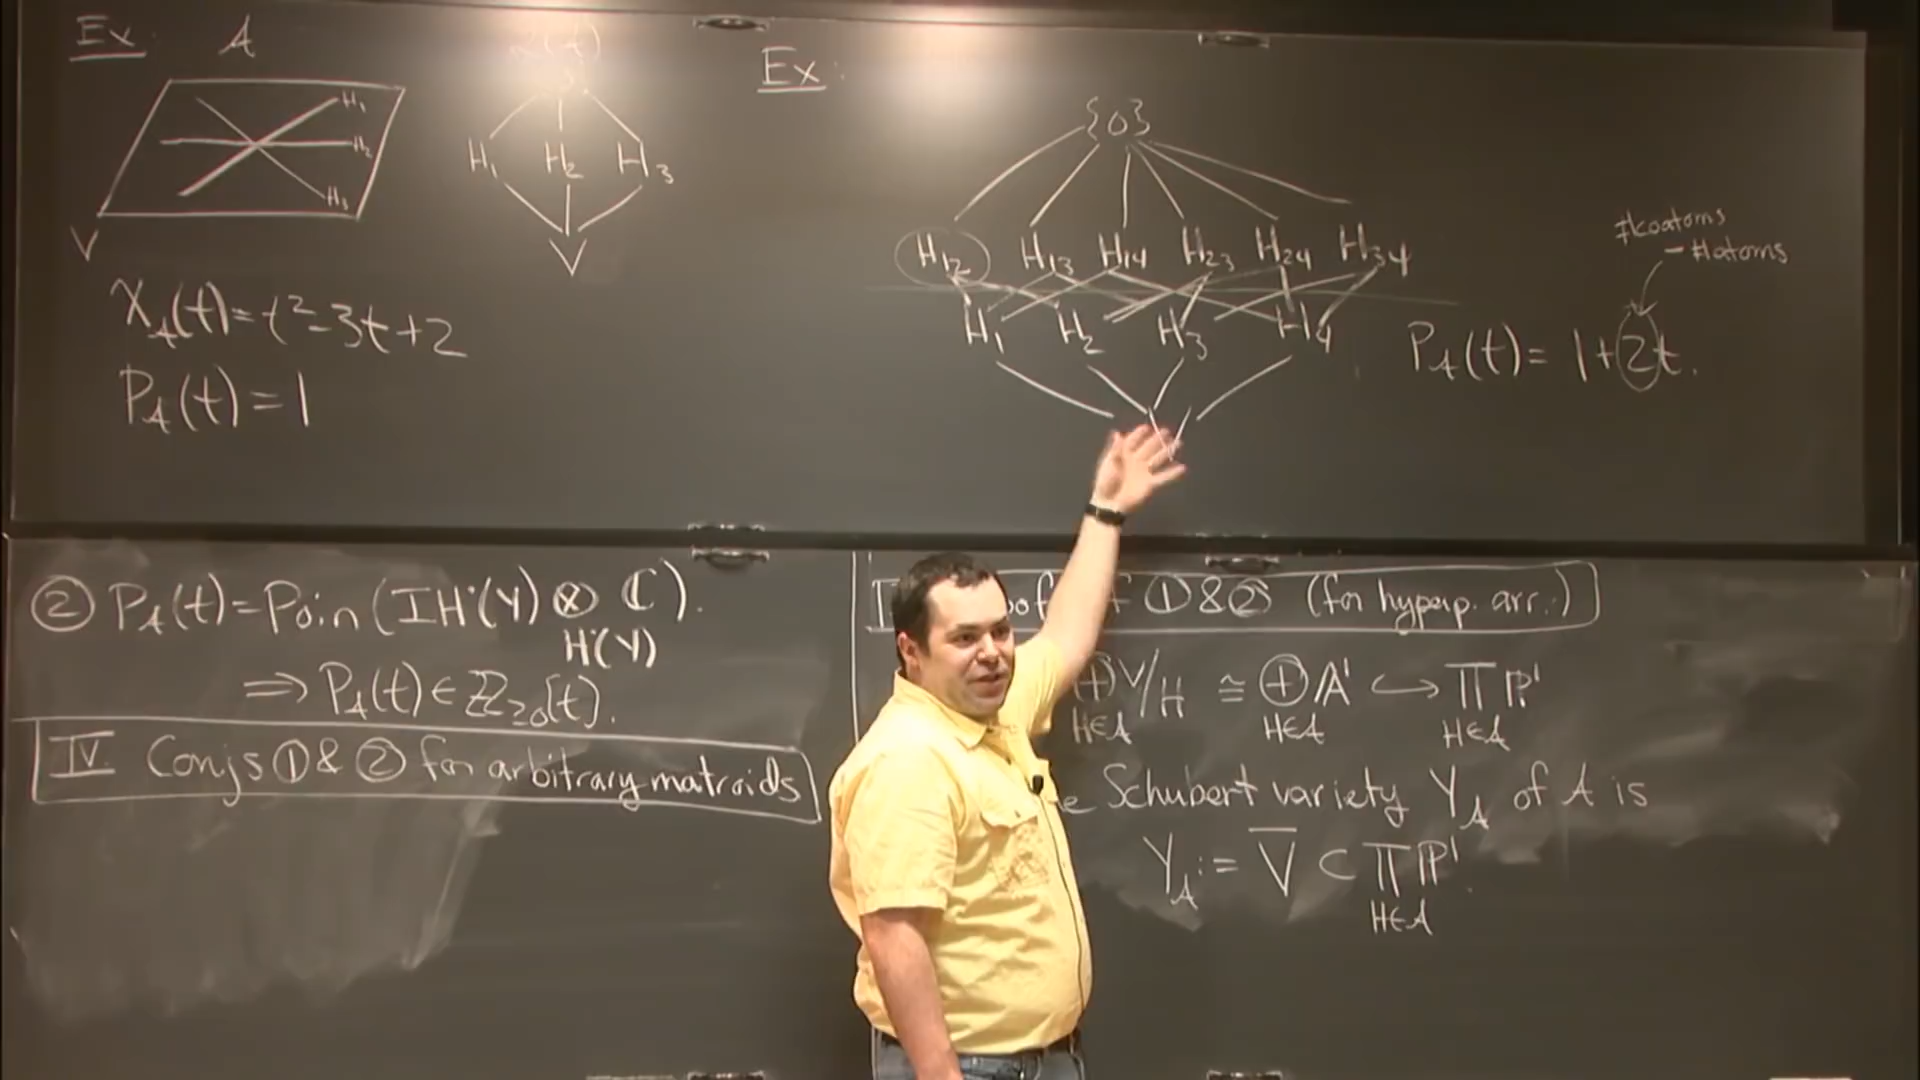 Ex:
A
L(A)
H₁
H₂
H₃
V
H₁ H₂ H₃
V
χ_A(t)=t²-3t+2
P_A(t)=1
Ex:
{0}
H₁₂ H₁₃ H₁₄ H₂₃ H₂₄ H₃₄
H₁ H₂ H₃ H₄
#coatoms
-#atoms
P_A(t)=1+2t.
② P_A(t)=Poin(IH˙(Y)⊗ℂ).
H˙(Y)
⇒P_A(t)∈ℤ≥0[t].
IV. Conjs ①&② for arbitrary matroids
of ①&② (for hyperp. arr.)
⊕V/H ≅ ⊕𝔸¹ ↪ ∏ℙ¹
H∈A H∈A H∈A
Schubert variety Y_A of A is
Y_A:=V̅⊂∏ℙ¹.
H∈A